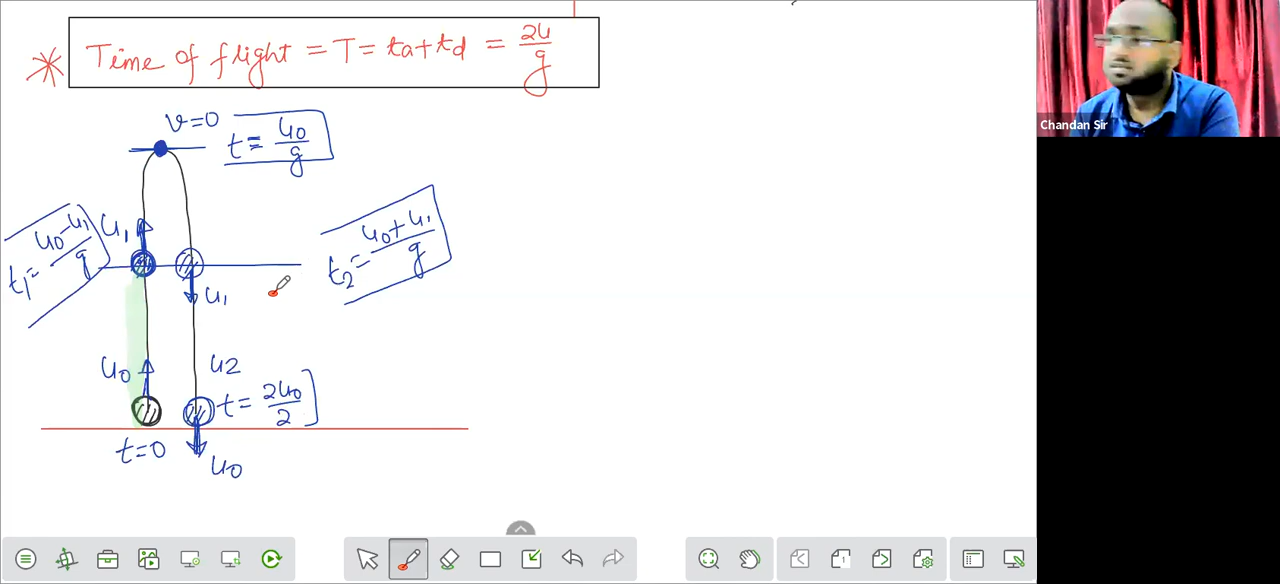 * Time of flight = T = ta + td = 2u/g
v=0
t = u0/g
Chandan Sir
t1 = u0-u1/g
u1
t2 = u0+u1/g
u1
u0
u2
t = 2u0/2
t=0
u0
1